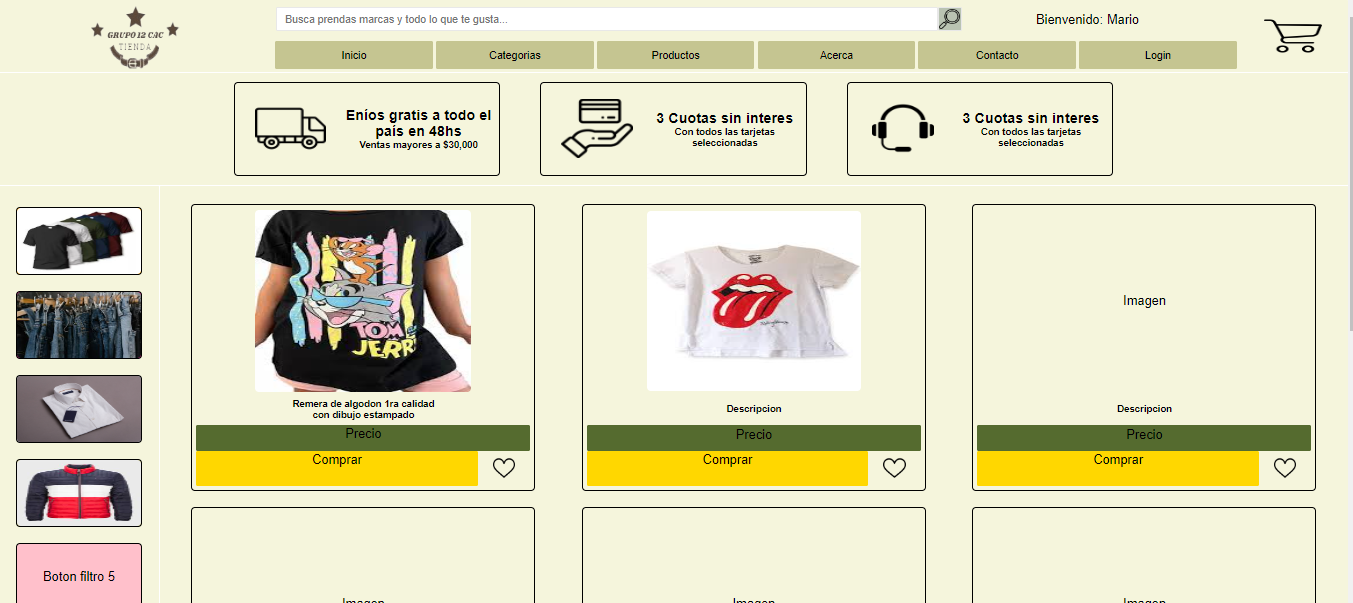 GRUPO 12 CAC
TIENDA
Busca prendas marcas y todo lo que te gusta...
Bienvenido: Mario
Inicio
Categorias
Productos
Acerca
Contacto
Login
Eníos gratis a todo el
país en 48hs
Ventas mayores a $30,000
3 Cuotas sin interes
Con todos las tarjetas
seleccionadas
3 Cuotas sin interes
Con todos las tarjetas
seleccionadas
Boton filtro 5
TOM &
JERRY
Remera de algodon 1ra calidad
con dibujo estampado
Precio
Comprar
Descripcion
Precio
Comprar
Imagen
Descripcion
Precio
Comprar
Imagen
Imagen
Imagen